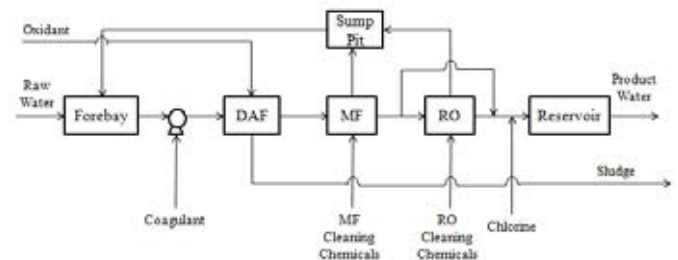 Sump
Pit
Oxidant
Raw
Water
Forebay
DAF
MF
RO
Reservoir
Product
Water
Sludge
Coagulant
MF
Cleaning
Chemicals
RO
Cleaning
Chemicals
Chlorine